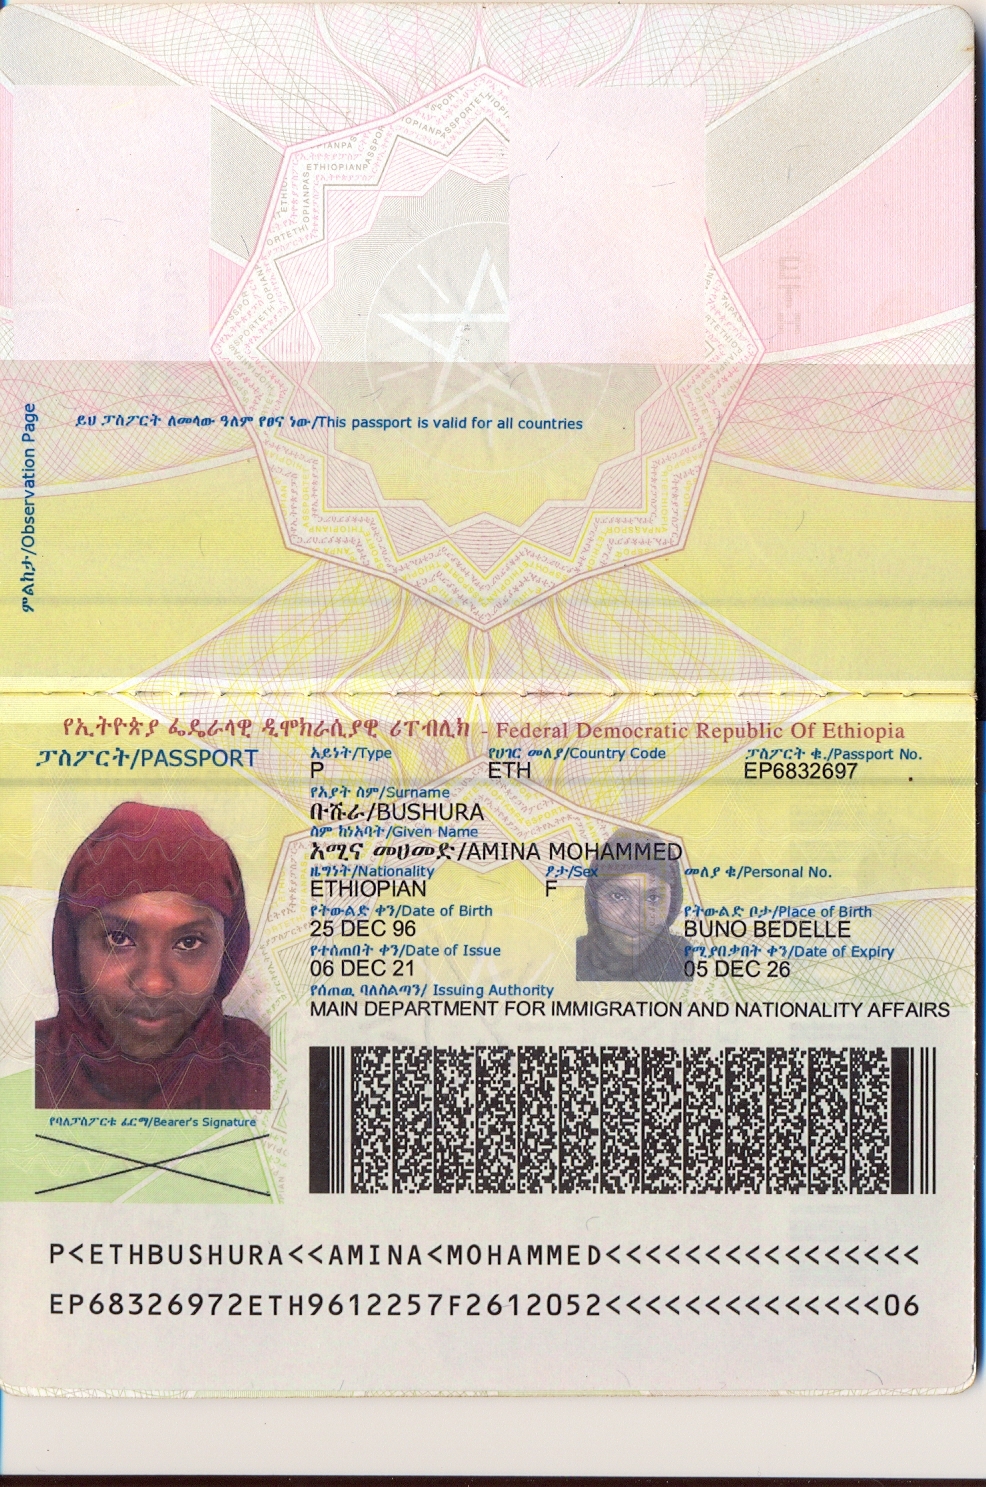 ምልከታ/Observation Page
ይህ ፓስፖርት ለመላው ዓለም የፀና ነው/This passport is valid for all countries
የኢትዮጵያ ፌዴራላዊ ዲሞክራሲያዊ ሪፐብሊክ - Federal Democratic Republic Of Ethiopia
ፓስፖርት/PASSPORT
አይነት/Type
የሀገር መለያ/Country Code
ፓስፖርት ቁ./Passport No.
P
ETH
EP6832697
የአያት ስም/Surname
ቡሹራ/BUSHURA
ስም ከነአባት/Given Name
አሚና መሀመድ/AMINA MOHAMMED
ዜግነት/Nationality
ፆታ/Sex
መለያ ቁ/Personal No.
ETHIOPIAN
F
የትውልድ ቀን/Date of Birth
የትውልድ ቦታ/Place of Birth
25 DEC 96
BUNO BEDELLE
የተሰጠበት ቀን/Date of Issue
የሚያበቃበት ቀን/Date of Expiry
06 DEC 21
05 DEC 26
የሰጠዉ ባለስልጣን/ Issuing Authority
MAIN DEPARTMENT FOR IMMIGRATION AND NATIONALITY AFFAIRS
የባለፓስፖርቱ ፊርማ/Bearer's Signature
P<ETHBUSHURA<<AMINA<MOHAMMED<<<<<<<<<<<<<<<<
EP68326972ETH9612257F2612052<<<<<<<<<<<<<<06